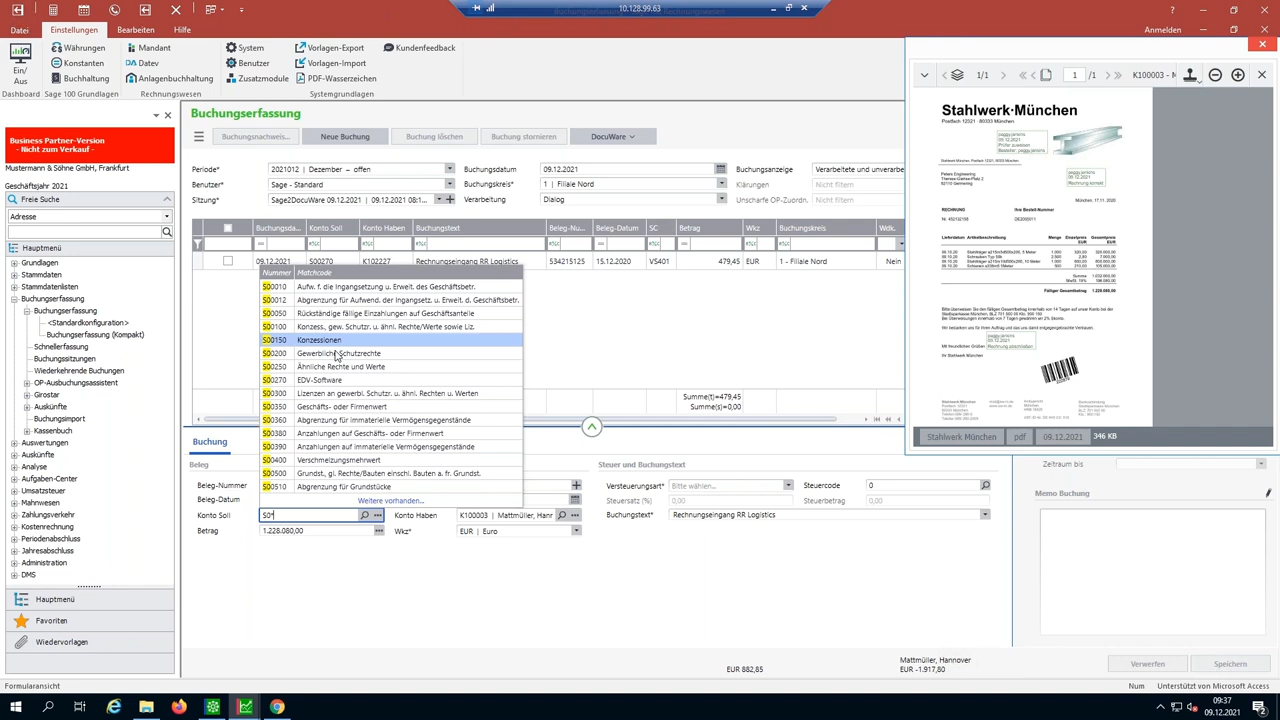 Buchungserfassung
10.128.99.63
Datei
Einstellungen
Bearbeiten
Hilfe
Anmelden
Ein/
Aus
Dashboard
Währungen
Konstanten
Buchhaltung
Sage 100 Grundlagen
Mandant
Datev
Anlagenbuchhaltung
Rechnungswesen
System
Benutzer
Zusatzmodule
Vorlagen-Export
Vorlagen-Import
PDF-Wasserzeichen
Systemgrundlagen
Kundenfeedback
Business Partner-Version
- Nicht zum Verkauf -
Mustermann & Söhne GmbH, Frankfurt
Geschäftsjahr 2021
Freie Suche
Adresse
Hauptmenü
Grundlagen
Stammdaten
Stammdatenlisten
Buchungserfassung
Buchungserfassung
<Standardkonfiguration>
Buchungserfassung (Kompakt)
Schnellerfassung
Buchungssitzungen
Wiederkehrende Buchungen
OP-Ausbuchungsassistent
Girostar
Auskünfte
Buchungsimport
Kassenbuch
Auswertungen
Auskünfte
Analyse
Aufgaben-Center
Umsatzsteuer
Mahnwesen
Zahlungsverkehr
Kostenrechnung
Periodenabschluss
Jahresabschluss
Administration
DMS
Hauptmenü
Favoriten
Wiedervorlagen
Formularansicht
Buchungserfassung
Buchungsnachweis...
Neue Buchung
Buchung löschen
Buchung stornieren
DocuWare
Periode*
2021012 | Dezember – offen
Buchungsdatum
09.12.2021
Buchungsanzeige
Verarbeitete und unverarbe
Benutzer*
Sage - Standard
Buchungskreis*
1 | Filiale Nord
Klärungen
Nicht filtern
Sitzung*
Sage2DocuWare 09.12.2021 | 09.12.2021 08:1...
Verarbeitung
Dialog
Unscharfe OP-Zuordn.
Nicht filtern
Buchungsda... Konto Soll Konto Haben Buchungstext Beleg-Nu... Beleg-Datum SC Betrag Wkz Buchungskreis Wdk.
09.12.2021 K10287 Rechnungseingang RR Logistics 534215125 15.12.2020 VS401 479,45 EUR 1 - Filiale Nord Nein
Nummer Matchcode
S00010 Aufw. f. die Ingangsetzung u. Erweit. des Geschäftsbetr.
S00012 Abgrenzung für Aufwend. der Ingangsetz. u. Erweit. d. Geschäftsbetr.
S00050 Rückständige fällige Einzahlungen auf Geschäftsanteile
S00100 Konzess., gew. Schutzr. u. ähnl. Rechte/Werte sowie Liz.
S00150 Konzessionen
S00200 Gewerbliche Schutzrechte
S00250 Ähnliche Rechte und Werte
S00270 EDV-Software
S00300 Lizenzen an gewerbl. Schutzr. u. ähnl. Rechten u. Werten
S00350 Geschäfts- oder Firmenwert
S00360 Abgrenzung für immaterielle Vermögensgegenstände
S00380 Anzahlungen auf Geschäfts- oder Firmenwert
S00390 Anzahlungen auf immaterielle Vermögensgegenstände
S00400 Verschmelzungsmehrwert
S00500 Grundst., gl. Rechte/Bauten einschl. Bauten a. fr. Grundst.
S00510 Abgrenzung für Grundstücke
Weitere vorhanden...
Summe(t)=479,45
Summe(s)=0,00
Buchung
Beleg
Beleg-Nummer
Beleg-Datum
Konto Soll
S0*
Konto Haben
K100003 | Mattmüller, Hanr
Betrag
1.228.080,00
Wkz*
EUR | Euro
Steuer und Buchungstext
Versteuerungsart*
Bitte wählen...
Steuercode
0
Steuersatz (%)
0,00
Steuerbetrag
0,00
Buchungstext*
Rechnungseingang RR Logistics
Zeitraum bis
Memo Buchung
EUR 882,85
Mattmüller, Hannover
EUR -1.917,80
Verwerfen
Speichern
Num
Unterstützt von Microsoft Access
1/1
1
/1
K100003 - M
Stahlwerk·München
Postfach 12321 · 80333 München
peggy.jenkins
09.12.2021
Rechnung korrekt
München, 17.11. 2020
RECHNUNG
Ihre Bestell-Nummer
Fälliger Gesamtbetrag
1.228.080,00
Stahlwerk München
pdf
09.12.2021
346 KB
09:37
09.12.2021
2